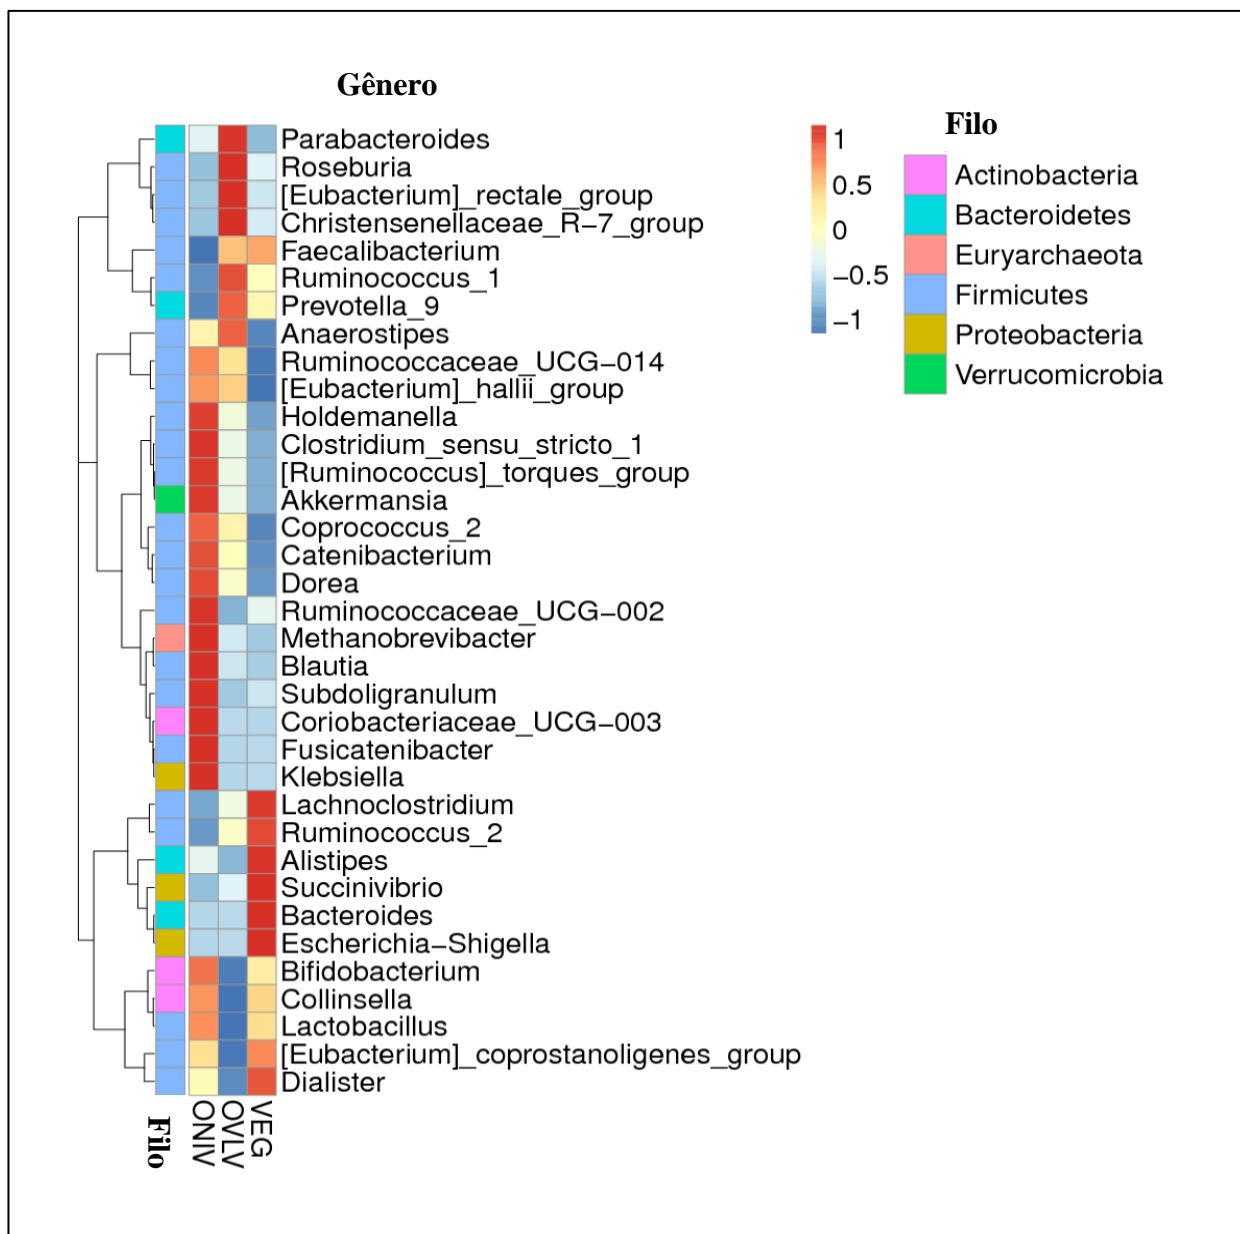 Gênero
Parabacteroides
Roseburia
[Eubacterium]_rectale_group
Christensenellaceae_R−7_group
Faecalibacterium
Ruminococcus_1
Prevotella_9
Anaerostipes
Ruminococcaceae_UCG−014
[Eubacterium]_hallii_group
Holdemanella
Clostridium_sensu_stricto_1
[Ruminococcus]_torques_group
Akkermansia
Coprococcus_2
Catenibacterium
Dorea
Ruminococcaceae_UCG−002
Methanobrevibacter
Blautia
Subdoligranulum
Coriobacteriaceae_UCG−003
Fusicatenibacter
Klebsiella
Lachnoclostridium
Ruminococcus_2
Alistipes
Succinivibrio
Bacteroides
Escherichia−Shigella
Bifidobacterium
Collinsella
Lactobacillus
[Eubacterium]_coprostanoligenes_group
Dialister
Filo
ONIV
OVLV
VEG
1
0.5
0
−0.5
−1
Filo
Actinobacteria
Bacteroidetes
Euryarchaeota
Firmicutes
Proteobacteria
Verrucomicrobia